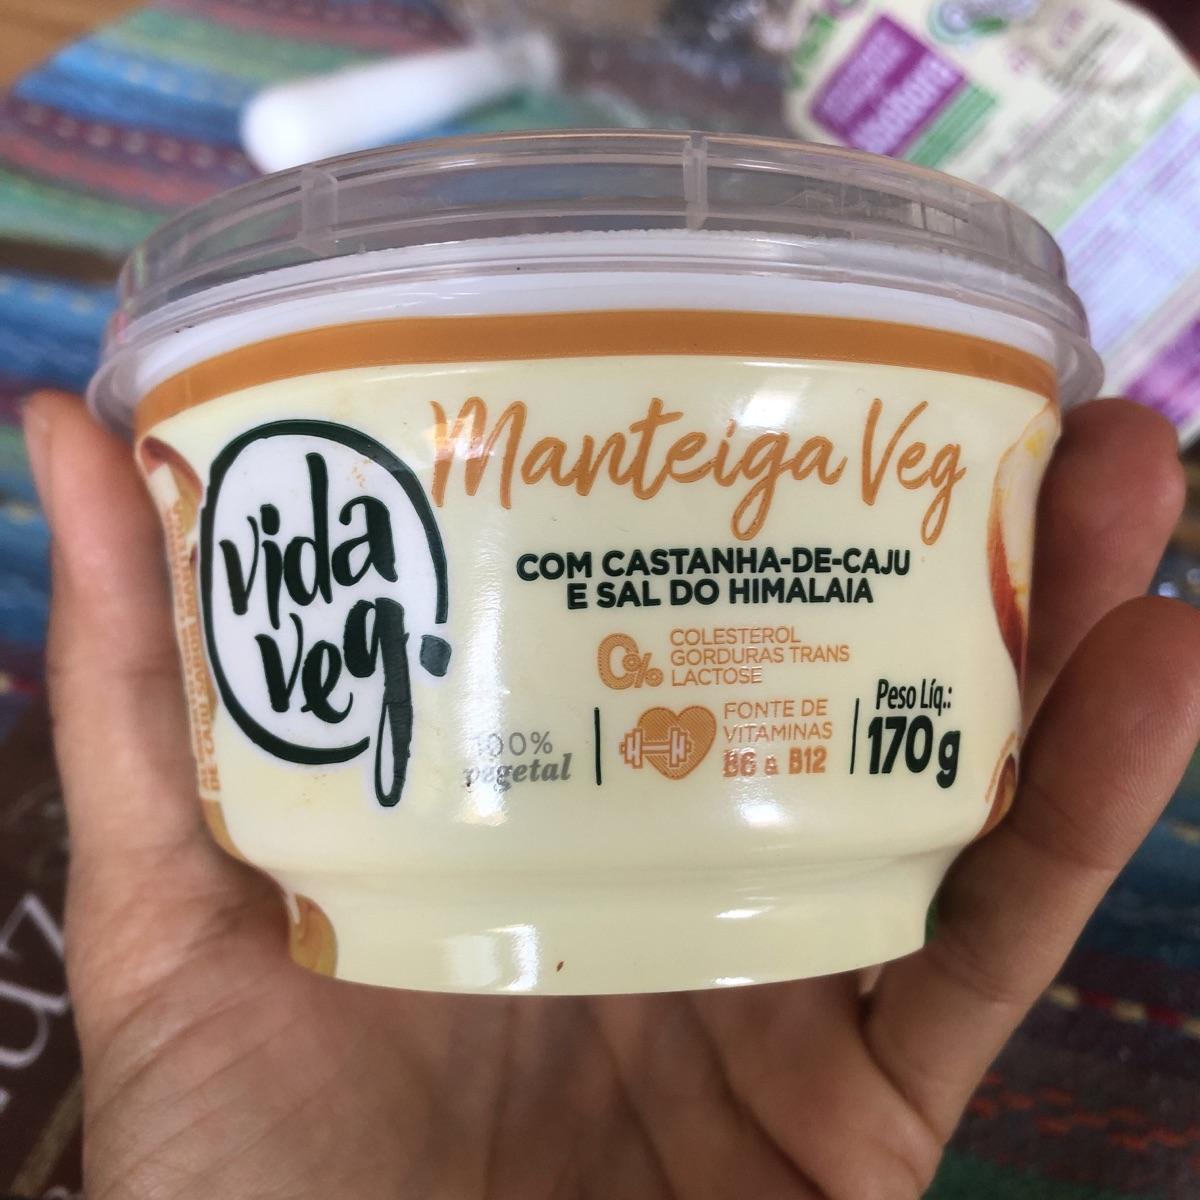 vida
veg.
Manteiga Veg
COM CASTANHA-DE-CAJU
E SAL DO HIMALAIA
0%
COLESTEROL
GORDURAS TRANS
LACTOSE
100%
vegetal
FONTE DE
VITAMINAS
B6 e B12
Peso Líq.:
170g